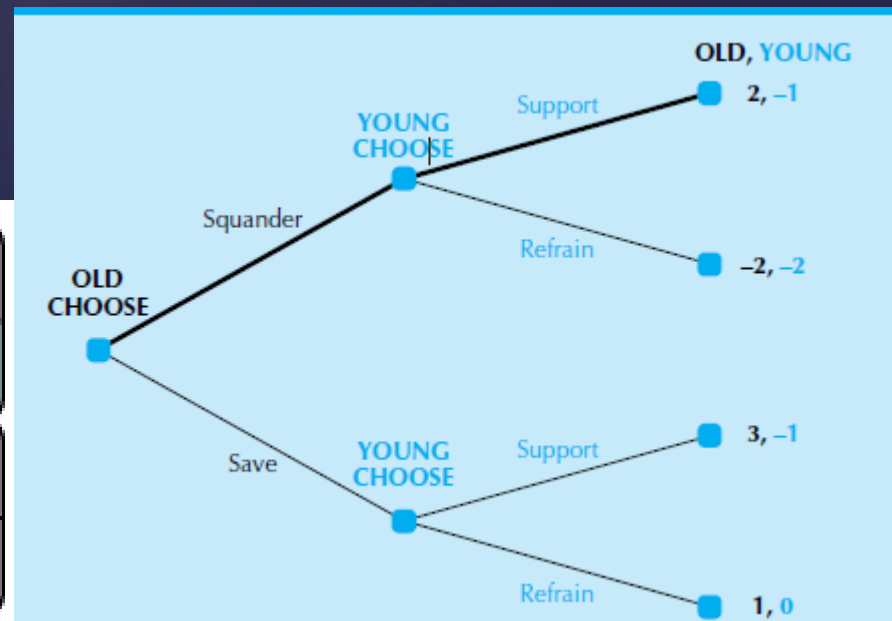 OLD, YOUNG
Support
2, –1
YOUNG
CHOOSE
Squander
Refrain
–2, –2
OLD
CHOOSE
Save
YOUNG
CHOOSE
Support
3, –1
Refrain
1, 0